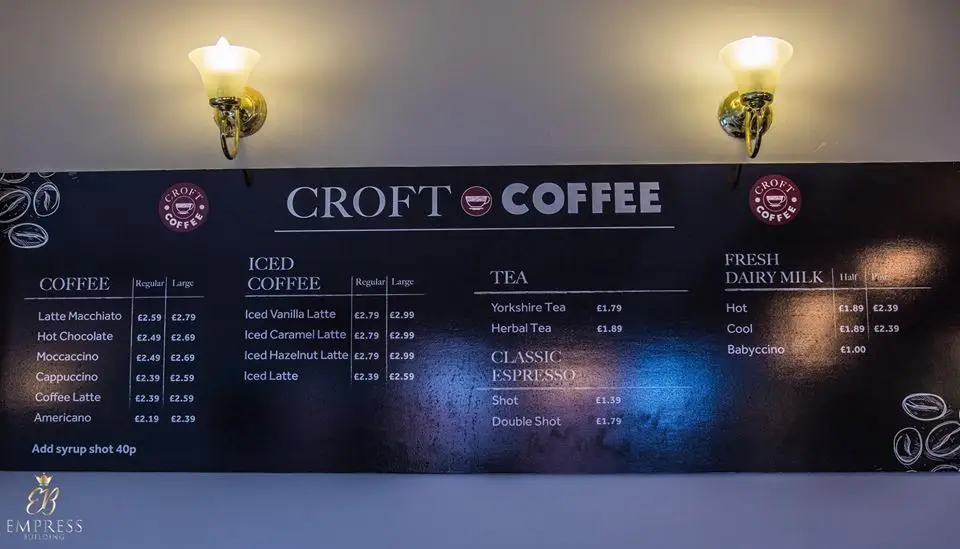 CROFT COFFEE
CROFT COFFEE
CROFT COFFEE
COFFEE Regular Large
Latte Macchiato £2.59 £2.79
Hot Chocolate £2.49 £2.69
Moccaccino £2.49 £2.69
Cappuccino £2.39 £2.59
Coffee Latte £2.39 £2.59
Americano £2.19 £2.39
Add syrup shot 40p
ICED
COFFEE Regular Large
Iced Vanilla Latte £2.79 £2.99
Iced Caramel Latte £2.79 £2.99
Iced Hazelnut Latte £2.79 £2.99
Iced Latte £2.39 £2.59
TEA
Yorkshire Tea £1.79
Herbal Tea £1.89
CLASSIC
ESPRESSO
Shot £1.39
Double Shot £1.79
FRESH
DAIRY MILK Half Pint
Hot £1.89 £2.39
Cool £1.89 £2.39
Babyccino £1.00
EB
EMPRESS
BUILDING